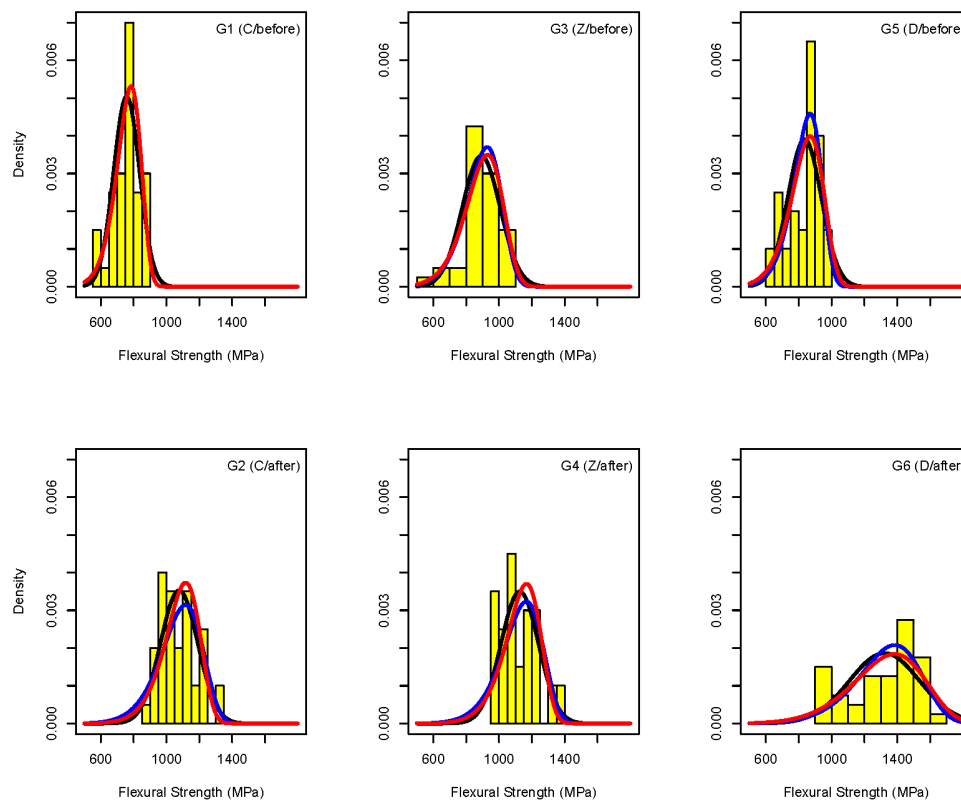 G1 (C/before)
G3 (Z/before)
G5 (D/before
Density
0.000
0.003
0.006
0.000
0.003
0.006
0.000
0.003
0.006
600 1000 1400
600 1000 1400
600 1000 1400
Flexural Strength (MPa)
Flexural Strength (MPa)
Flexural Strength (MPa)
G2 (C/after)
G4 (Z/after)
G6 (D/after
Density
0.000
0.003
0.006
0.000
0.003
0.006
0.000
0.003
0.006
600 1000 1400
600 1000 1400
600 1000 1400
Flexural Strength (MPa)
Flexural Strength (MPa)
Flexural Strength (MPa)